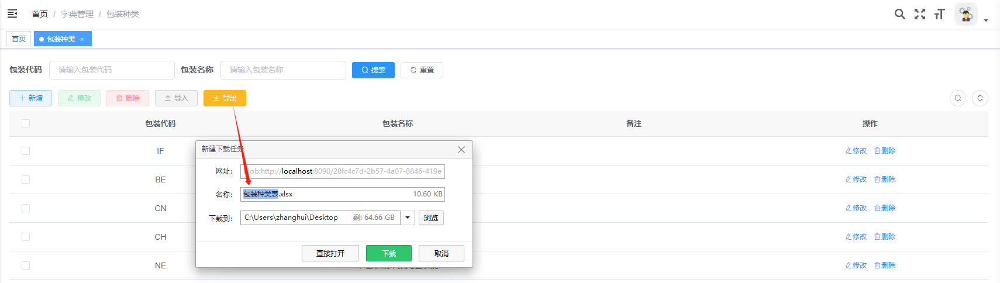 首页 / 字典管理 / 包装种类
首页 包装种类 ×
包装代码 请输入包装代码 包装名称 请输入包装名称 搜索 重置
新增 修改 删除 导入 导出
包装代码 包装名称 备注 操作
IF 修改 删除
BE 修改 删除
CN 修改 删除
CH 修改 删除
NE 修改 删除
新建下载任务
网址: blob:http://localhost:8090/28fc4c7d-2b57-4a07-8846-419e
名称: 包装种类表.xlsx 10.60 KB
下载到: C:\Users\zhanghui\Desktop 剩: 64.66 GB 浏览
直接打开 下载 取消